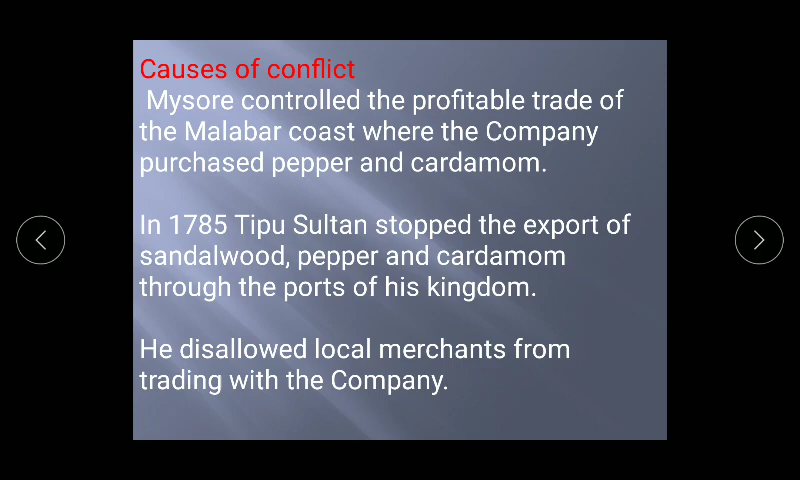 Causes of conflict
Mysore controlled the profitable trade of
the Malabar coast where the Company
purchased pepper and cardamom.
In 1785 Tipu Sultan stopped the export of
sandalwood, pepper and cardamom
through the ports of his kingdom.
He disallowed local merchants from
trading with the Company.